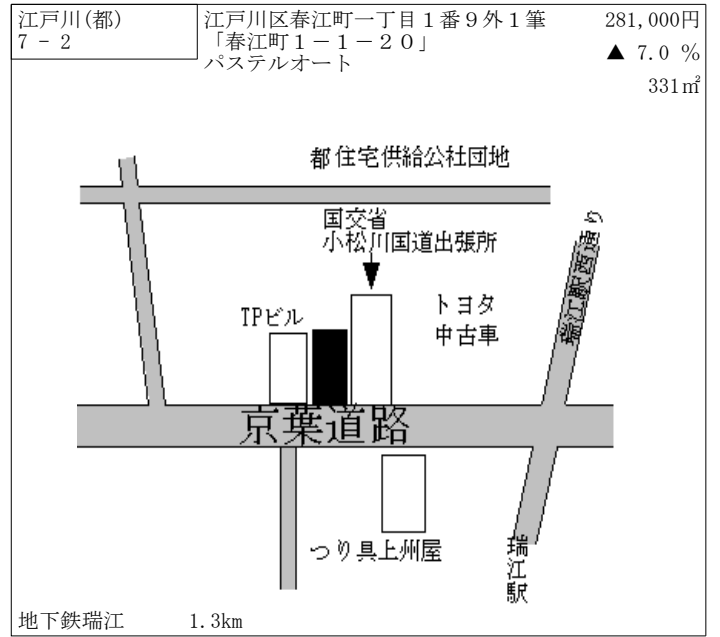 江戸川(都)
7 - 2
江戸川区春江町一丁目１番９外１筆
「春江町１－１－２０」
パステルオート
281,000円
▲ 7.0 %
331㎡
都住宅供給公社団地
国交省
小松川国道出張所
TPビル
トヨタ
中古車
瑞江駅西通り
京葉道路
つり具上州屋
瑞江駅
地下鉄瑞江 1.3km